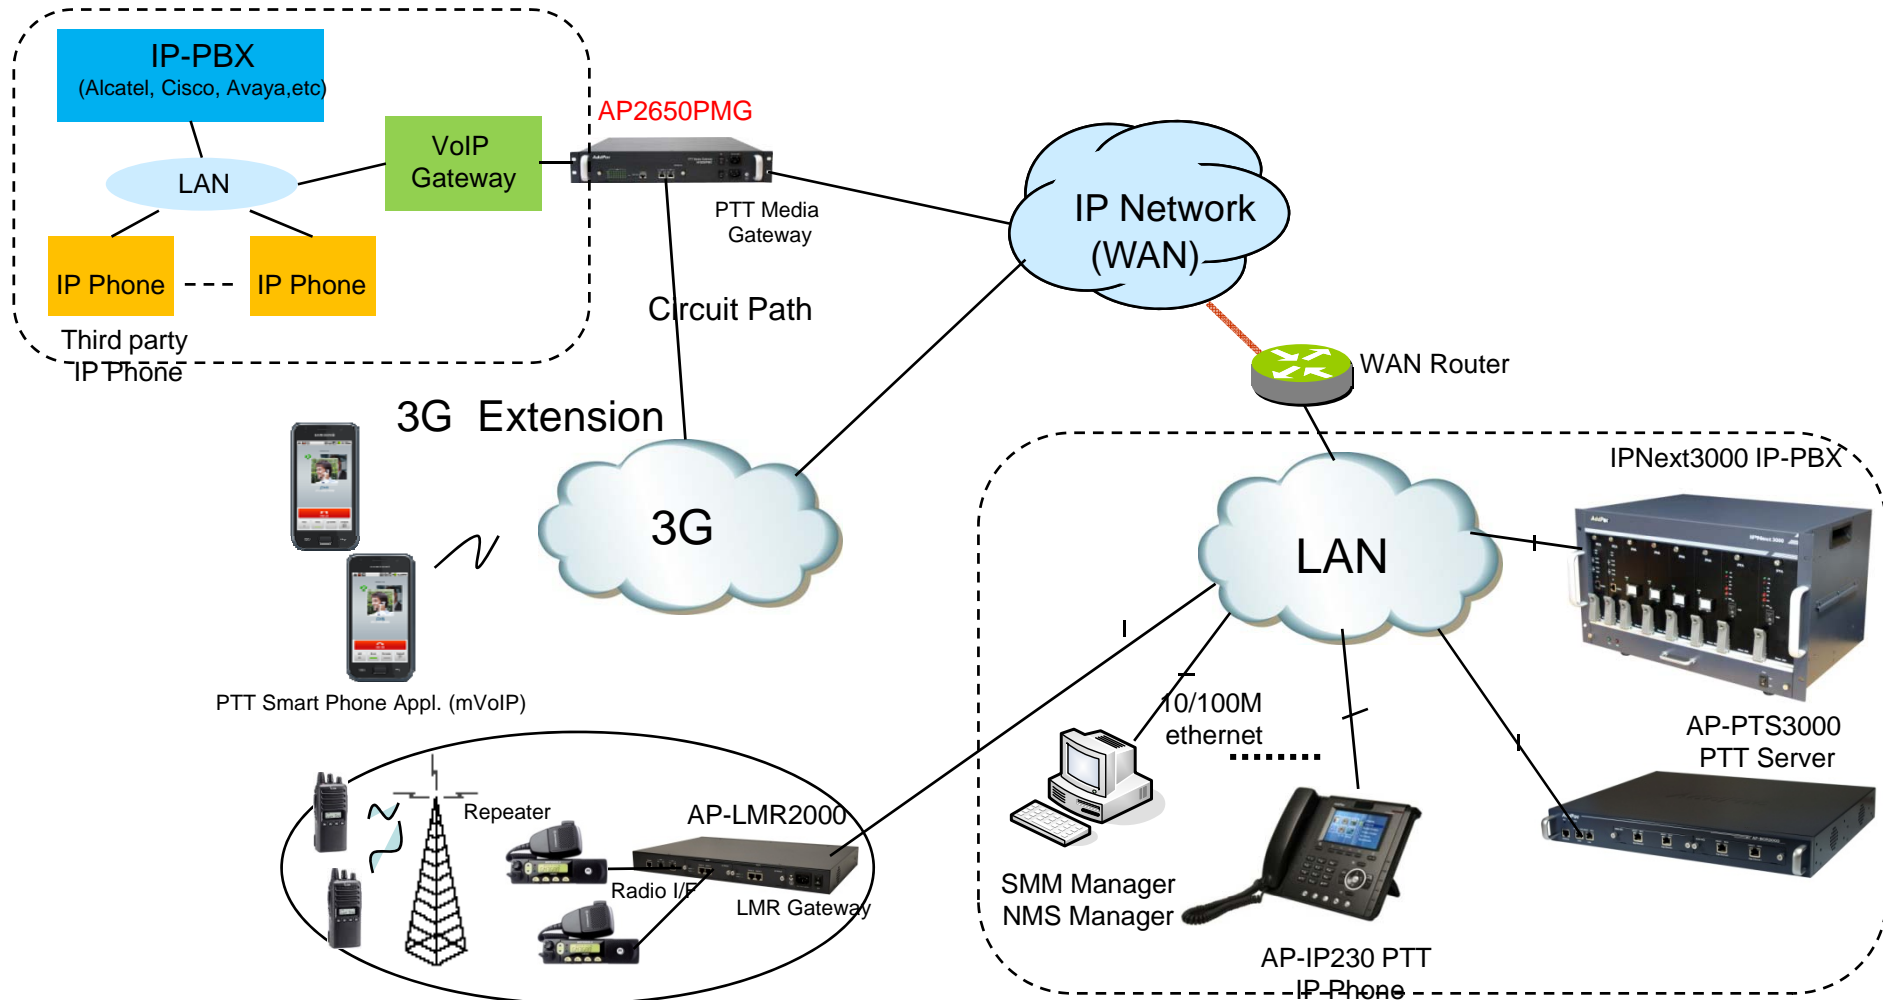 IP-PBX
(Alcatel, Cisco, Avaya,etc)
LAN
VoIP
Gateway
IP Phone
IP Phone
Third party
IP Phone
AP2650PMG
PTT Media
Gateway
IP Network
(WAN)
Circuit Path
WAN Router
3G Extension
3G
PTT Smart Phone Appl. (mVoIP)
IPNext3000 IP-PBX
LAN
10/100M
ethernet
AP-PTS3000
PTT Server
SMM Manager
NMS Manager
AP-IP230 PTT
IP Phone
Repeater
AP-LMR2000
Radio I/F
LMR Gateway